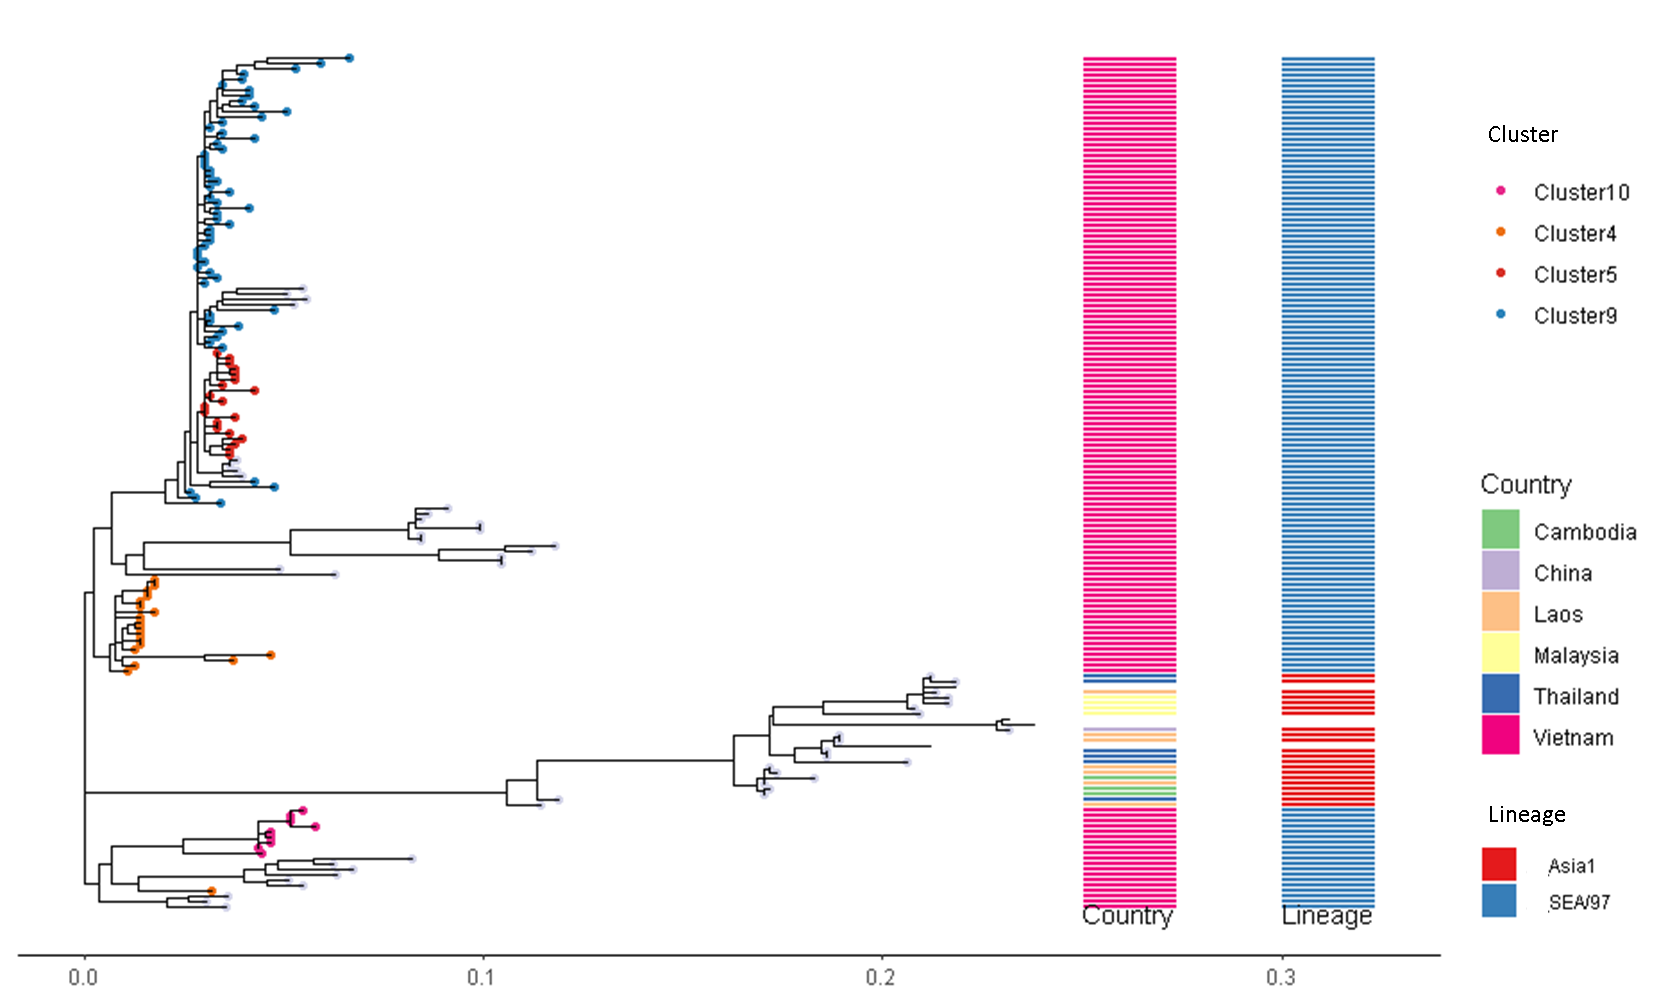 Cluster
Cluster10
Cluster4
Cluster5
Cluster9
Country
Cambodia
China
Laos
Malaysia
Thailand
Vietnam
Lineage
Asia1
SEA/97
Country Lineage
0.0 0.1 0.2 0.3